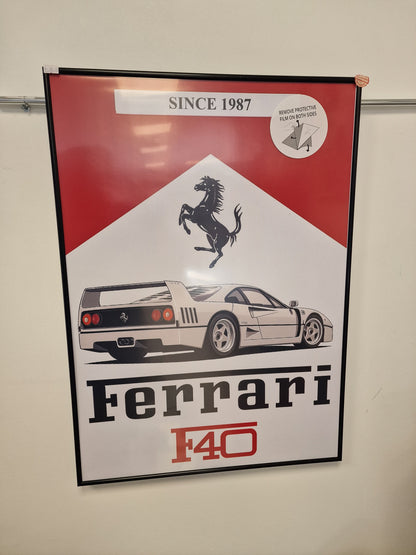 SINCE 1987
REMOVE PROTECTIVE
FILM ON BOTH SIDES
Ferrari
F40